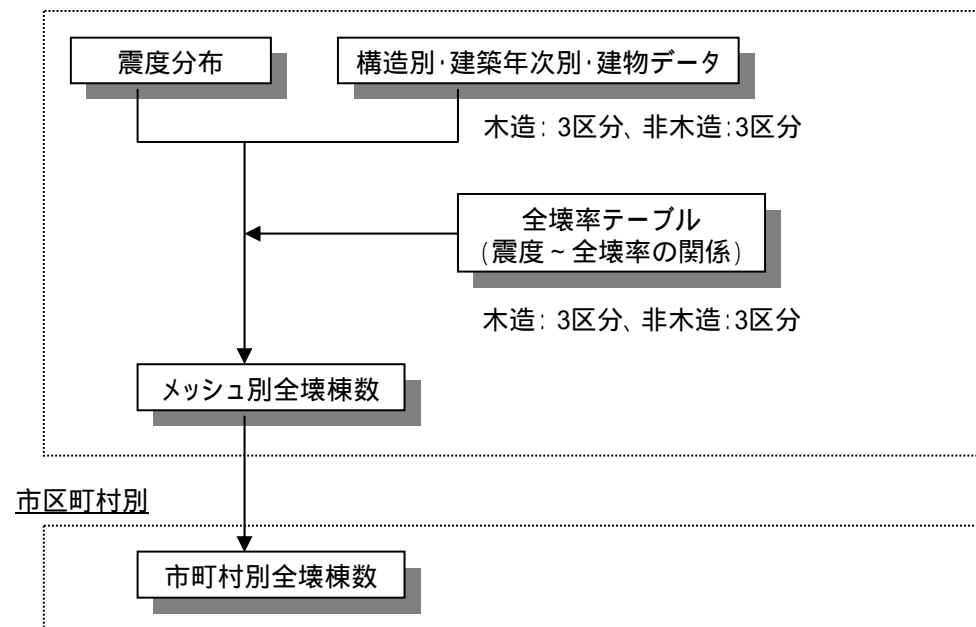 震度分布
構造別・建築年次別・建物データ
木造: 3区分、非木造:3区分
全壊率テーブル
(震度~全壊率の関係)
木造: 3区分、非木造:3区分
メッシュ別全壊棟数
市区町村別
市町村別全壊棟数